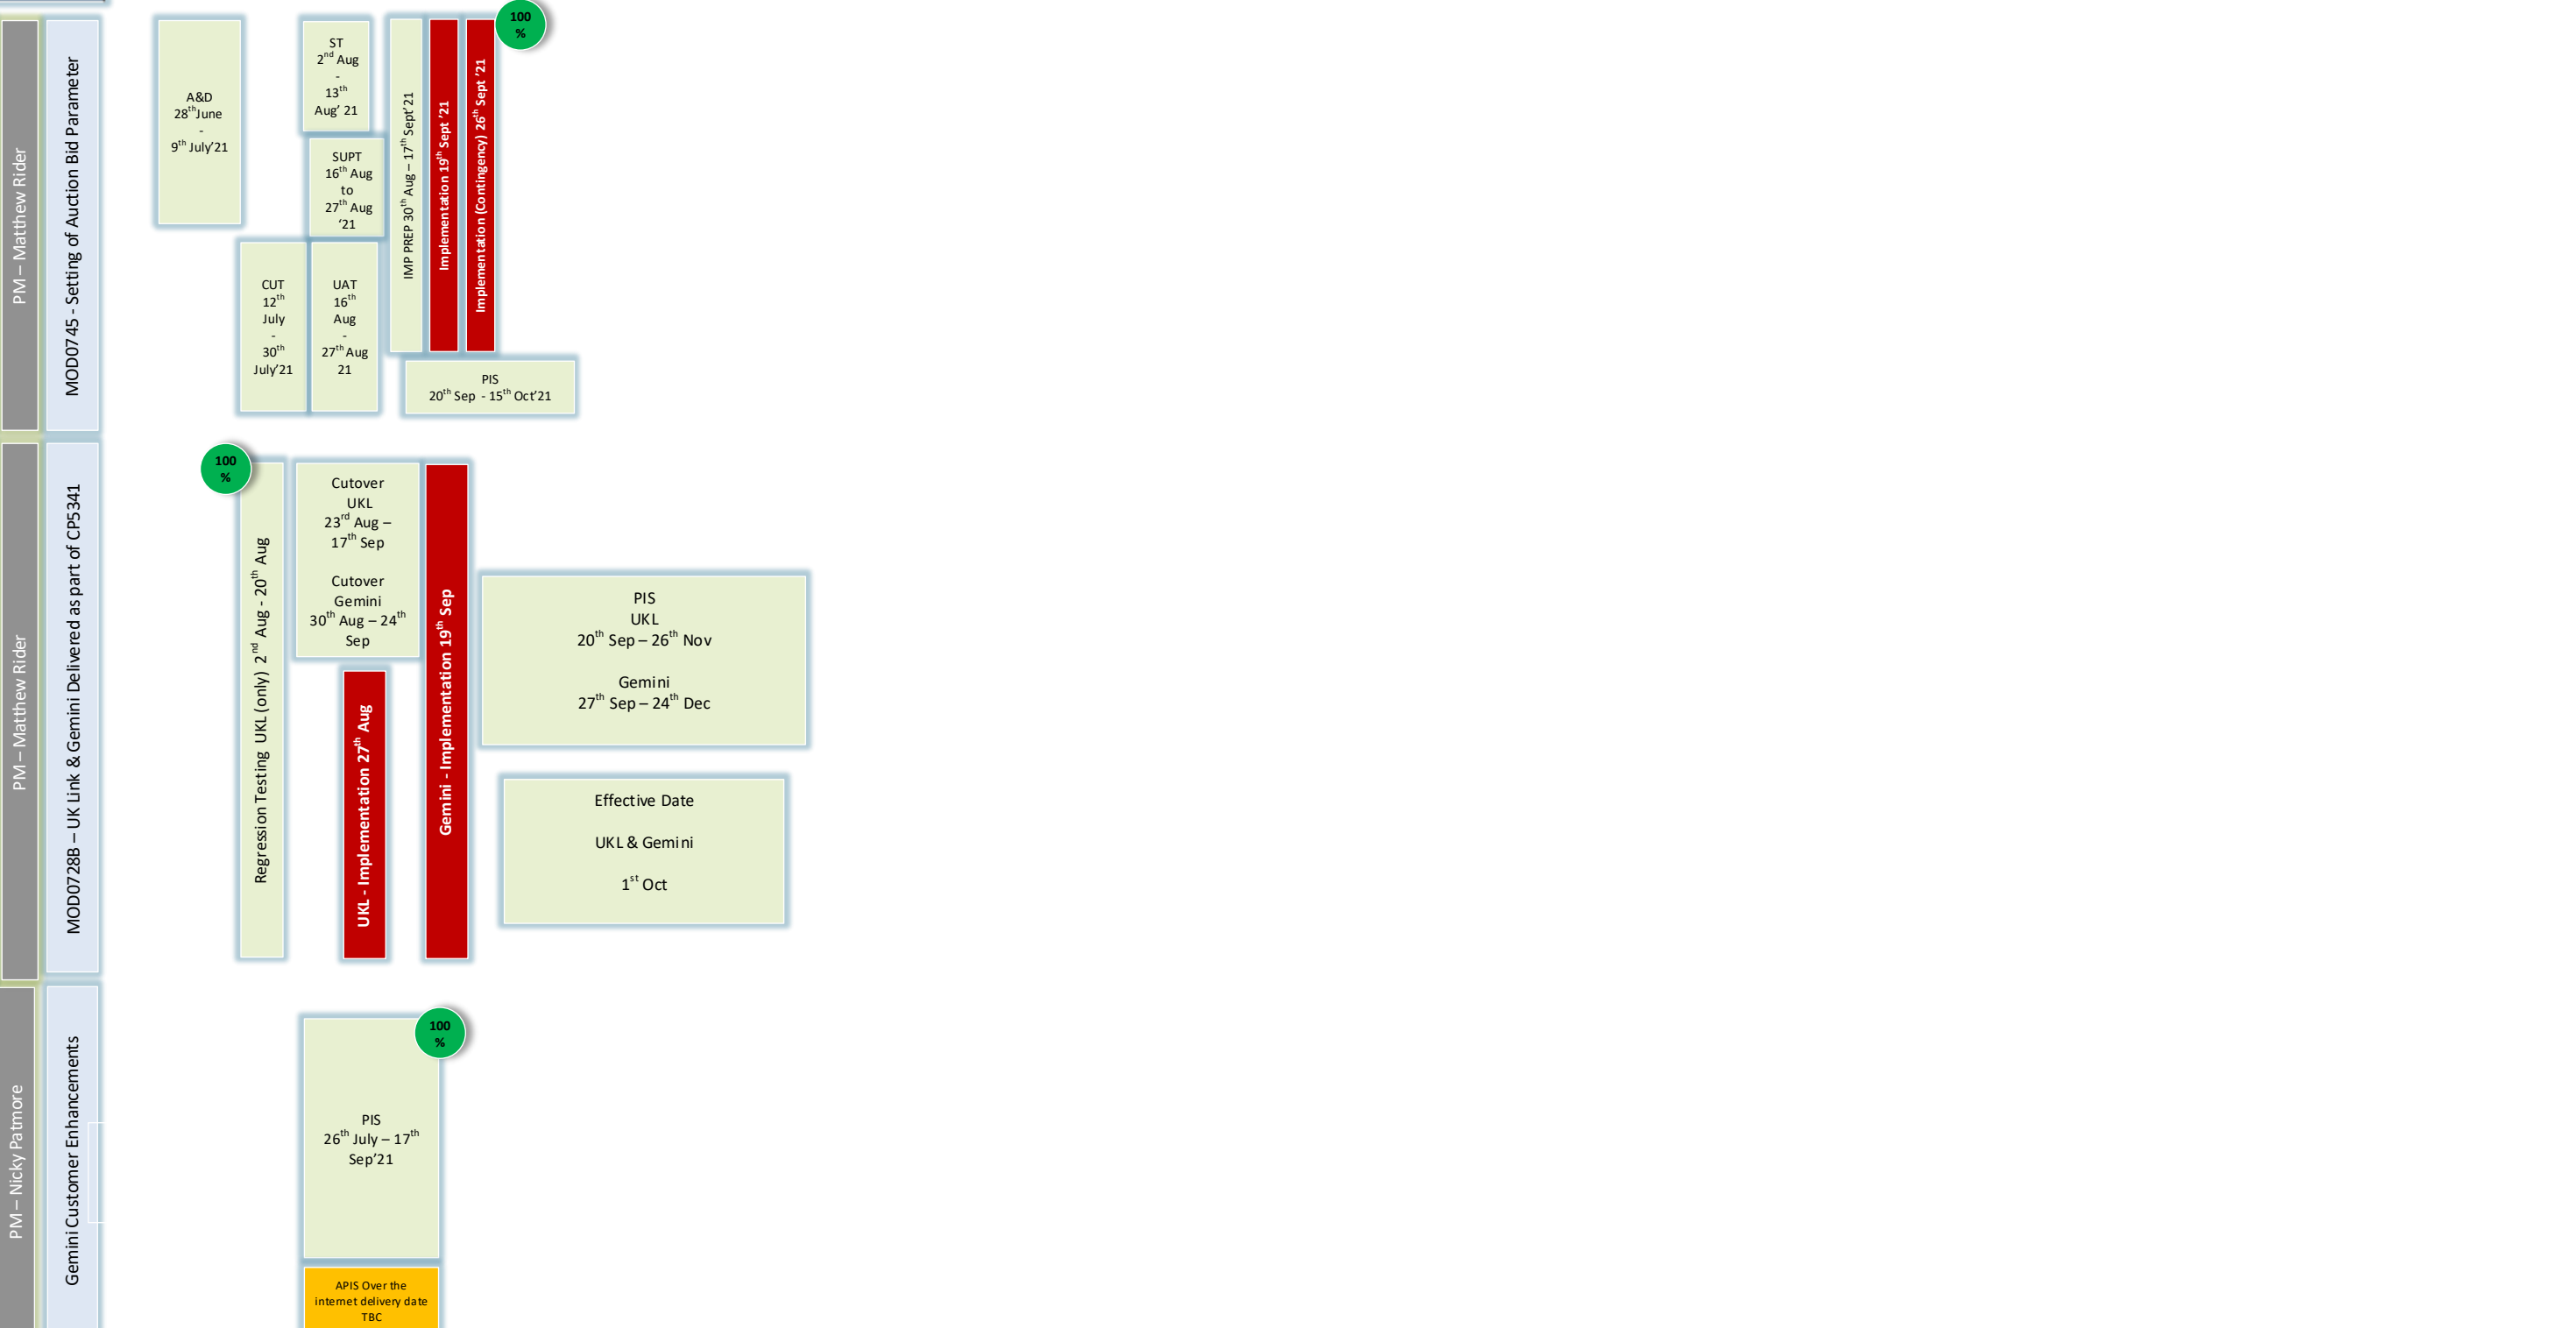 PM – Matthew Rider
MOD0745 - Setting of Auction Bid Parameter
A&D
28th June
-
9th July’21
CUT
12th
July
-
30th
July’21
ST
2nd Aug
-
13th
Aug’ 21
SUPT
16th Aug
to
27th Aug
‘21
UAT
16th
Aug
-
27th Aug
21
IMP PREP 30th Aug – 17th Sept’21
Implementation 19th Sept ’21
Implementation (Contingency) 26th Sept ’21
100
%
PIS
20th Sep - 15th Oct’21
PM – Matthew Rider
MOD0728B – UK Link & Gemini Delivered as part of CP5341
100
%
Regression Testing UKL (only) 2nd Aug - 20th Aug
Cutover
UKL
23rd Aug –
17th Sep
Cutover
Gemini
30th Aug – 24th
Sep
UKL - Implementation 27th Aug
Gemini - Implementation 19th Sep
PIS
UKL
20th Sep – 26th Nov
Gemini
27th Sep – 24th Dec
Effective Date
UKL & Gemini
1st Oct
PM – Nicky Patmore
Gemini Customer Enhancements
100
%
PIS
26th July – 17th
Sep’21
APIS Over the
internet delivery date
TBC